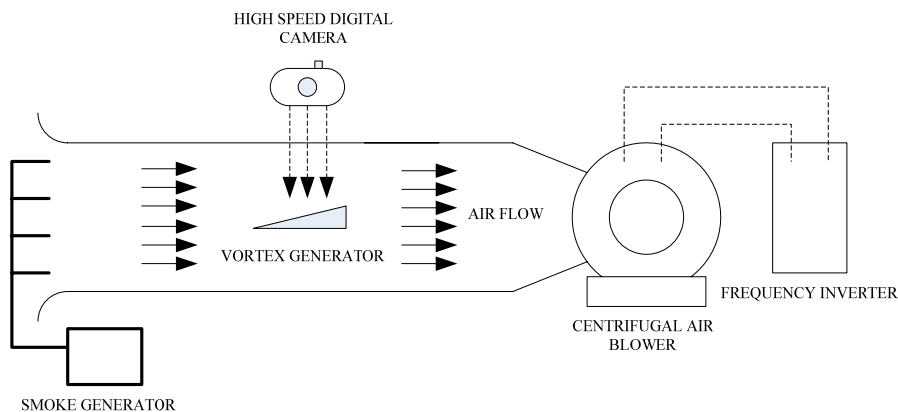 HIGH SPEED DIGITAL
CAMERA
AIR FLOW
VORTEX GENERATOR
FREQUENCY INVERTER
CENTRIFUGAL AIR
BLOWER
SMOKE GENERATOR